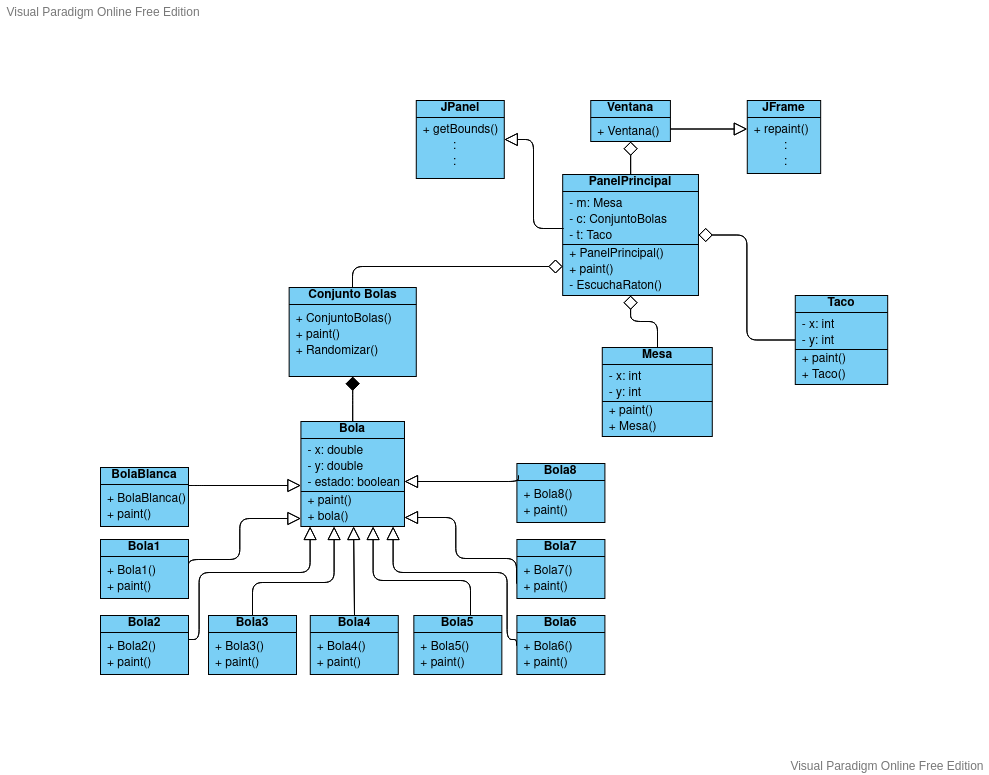 Visual Paradigm Online Free Edition
JPanel
+ getBounds()
:
:
Ventana
+ Ventana()
JFrame
+ repaint()
:
:
PanelPrincipal
- m: Mesa
- c: ConjuntoBolas
- t: Taco
+ PanelPrincipal()
+ paint()
- EscuchaRaton()
Conjunto Bolas
+ ConjuntoBolas()
+ paint()
+ Randomizar()
Taco
- x: int
- y: int
+ paint()
+ Taco()
Mesa
- x: int
- y: int
+ paint()
+ Mesa()
Bola
- x: double
- y: double
- estado: boolean
+ paint()
+ bola()
BolaBlanca
+ BolaBlanca()
+ paint()
Bola8
+ Bola8()
+ paint()
Bola1
+ Bola1()
+ paint()
Bola7
+ Bola7()
+ paint()
Bola2
+ Bola2()
+ paint()
Bola3
+ Bola3()
+ paint()
Bola4
+ Bola4()
+ paint()
Bola5
+ Bola5()
+ paint()
Bola6
+ Bola6()
+ paint()
Visual Paradigm Online Free Edition